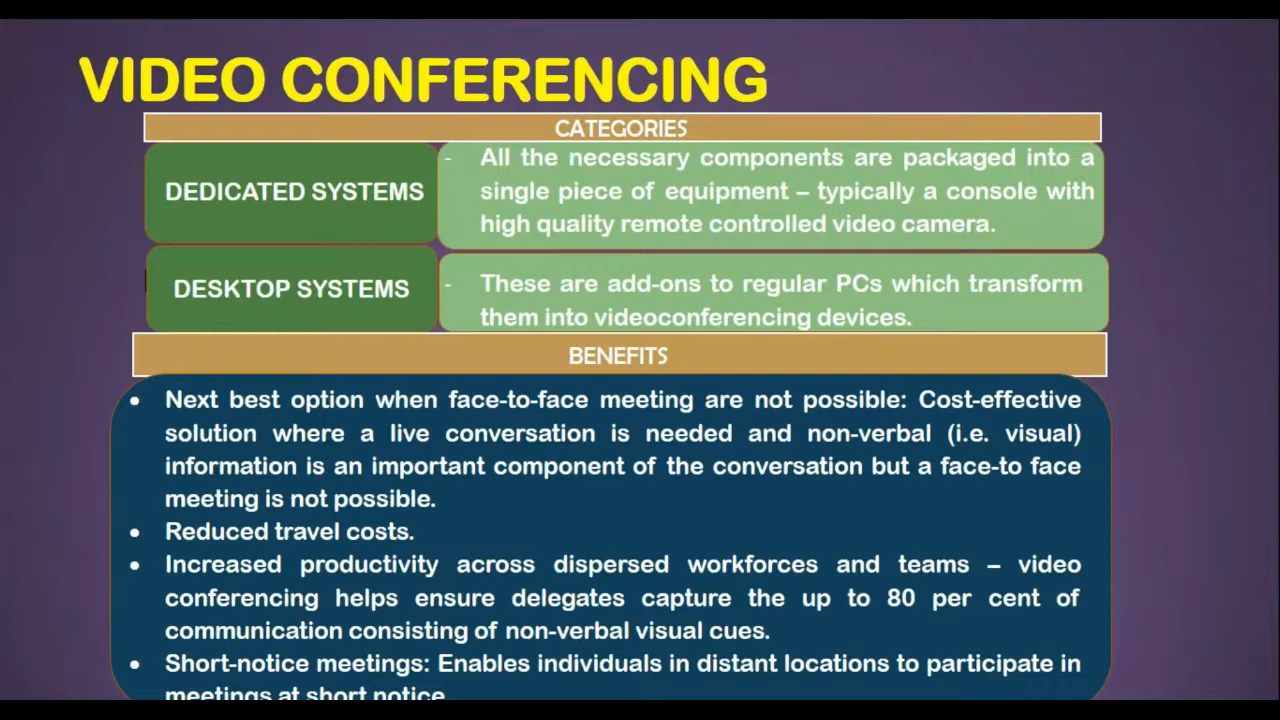 VIDEO CONFERENCING
CATEGORIES
DEDICATED SYSTEMS
- All the necessary components are packaged into a
single piece of equipment – typically a console with
high quality remote controlled video camera.
DESKTOP SYSTEMS
- These are add-ons to regular PCs which transform
them into videoconferencing devices.
BENEFITS
• Next best option when face-to-face meeting are not possible: Cost-effective
solution where a live conversation is needed and non-verbal (i.e. visual)
information is an important component of the conversation but a face-to face
meeting is not possible.
• Reduced travel costs.
• Increased productivity across dispersed workforces and teams – video
conferencing helps ensure delegates capture the up to 80 per cent of
communication consisting of non-verbal visual cues.
• Short-notice meetings: Enables individuals in distant locations to participate in
meetings at short notice.